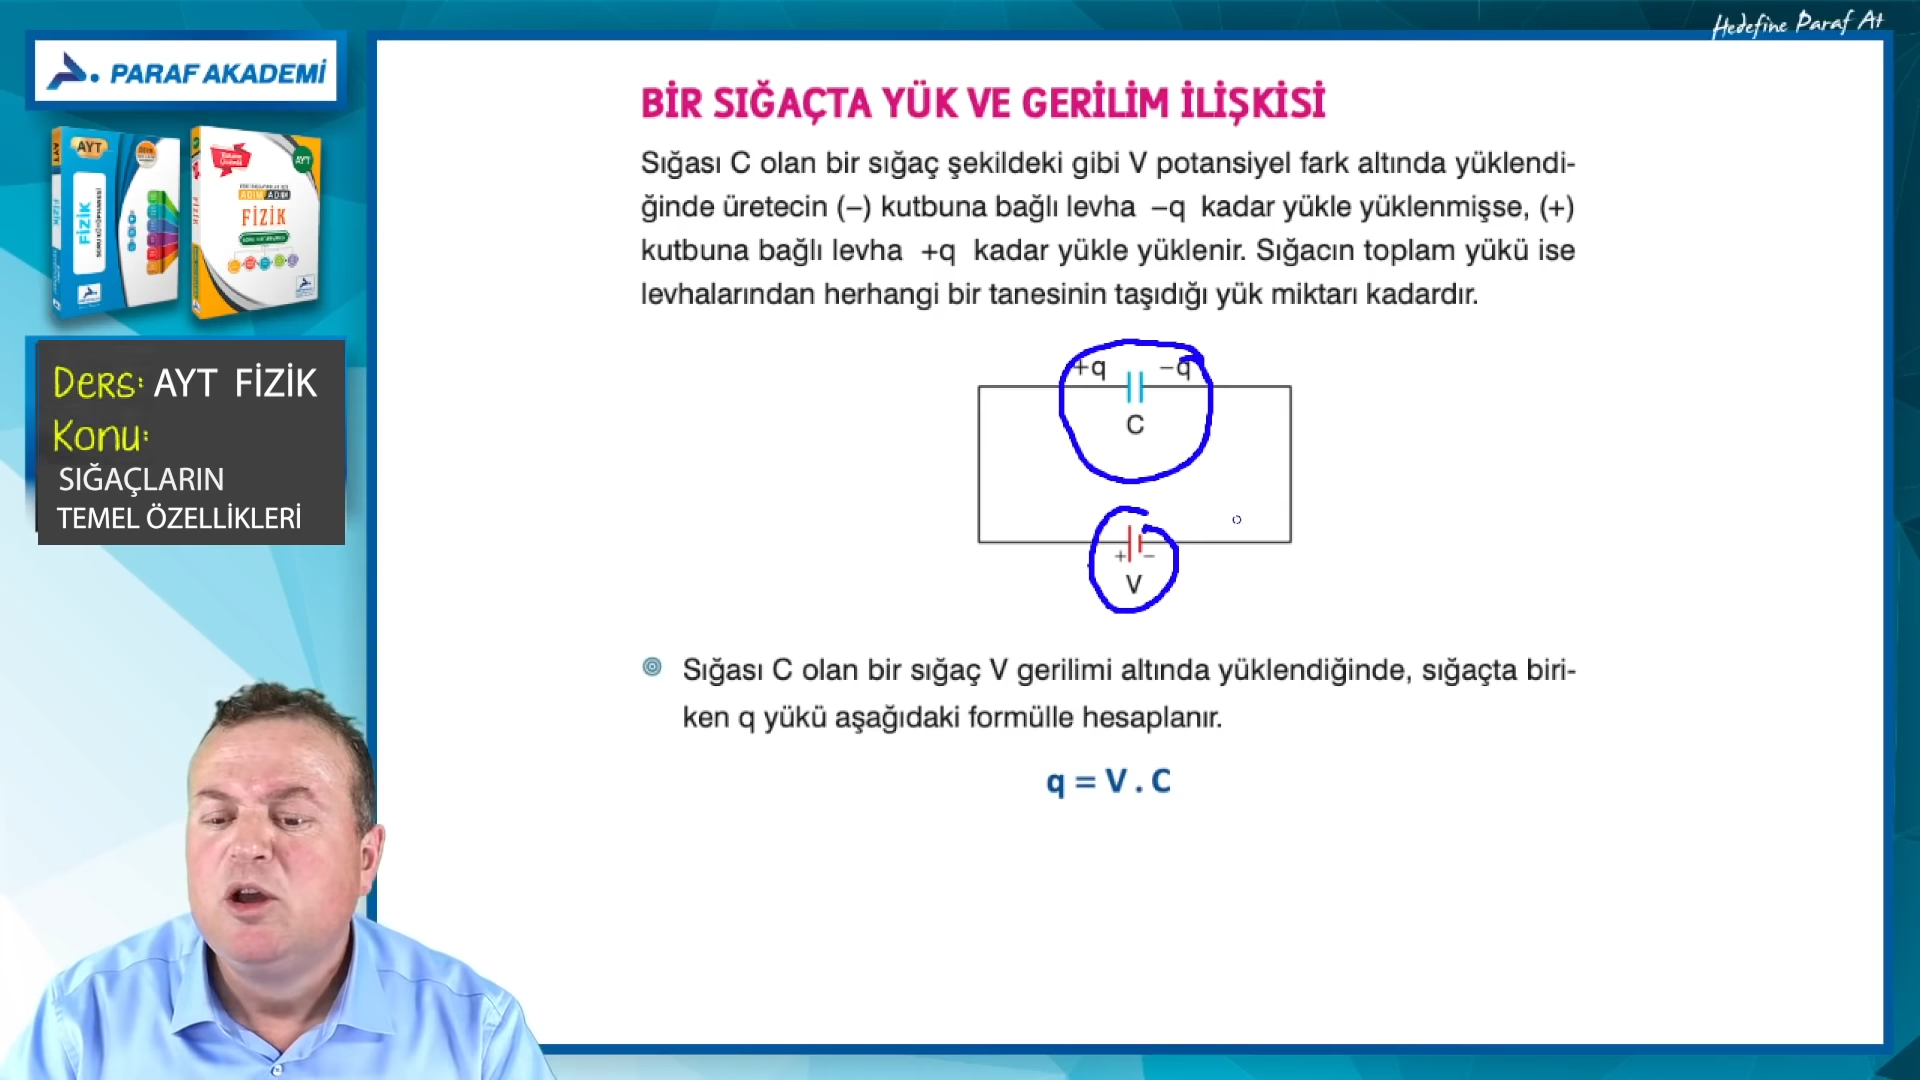 Hedefine Paraf At
PARAF AKADEMİ
AYT
AYT
FİZİK
FİZİK
Ders: AYT FİZİK
Konu:
SIĞAÇLARIN
TEMEL ÖZELLİKLERİ
BİR SIĞAÇTA YÜK VE GERİLİM İLİŞKİSİ
Sığası C olan bir sığaç şekildeki gibi V potansiyel fark altında yüklendi-
ğinde üretecin (–) kutbuna bağlı levha –q kadar yükle yüklenmişse, (+)
kutbuna bağlı levha +q kadar yükle yüklenir. Sığacın toplam yükü ise
levhalarından herhangi bir tanesinin taşıdığı yük miktarı kadardır.
+q –q
C
+ –
V
Sığası C olan bir sığaç V gerilimi altında yüklendiğinde, sığaçta biri-
ken q yükü aşağıdaki formülle hesaplanır.
q = V . C